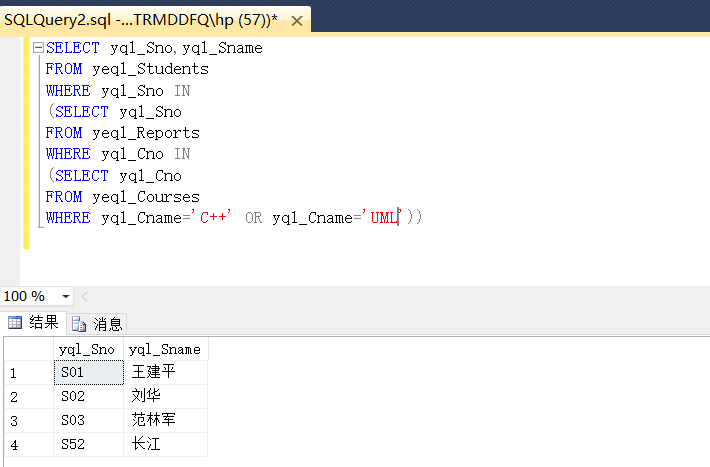 SQLQuery2.sql -...TRMDDFQ\hp (57))* ×
SELECT yql_Sno,yql_Sname
FROM yeql_Students
WHERE yql_Sno IN
(SELECT yql_Sno
FROM yeql_Reports
WHERE yql_Cno IN
(SELECT yql_Cno
FROM yeql_Courses
WHERE yql_Cname='C++' OR yql_Cname='UML'))
100 %
结果 消息
yql_Sno yql_Sname
1 S01 王建平
2 S02 刘华
3 S03 范林军
4 S52 长江